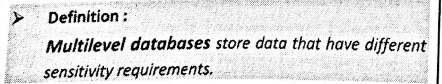 ➤ Definition :
Multilevel databases store data that have different
sensitivity requirements.